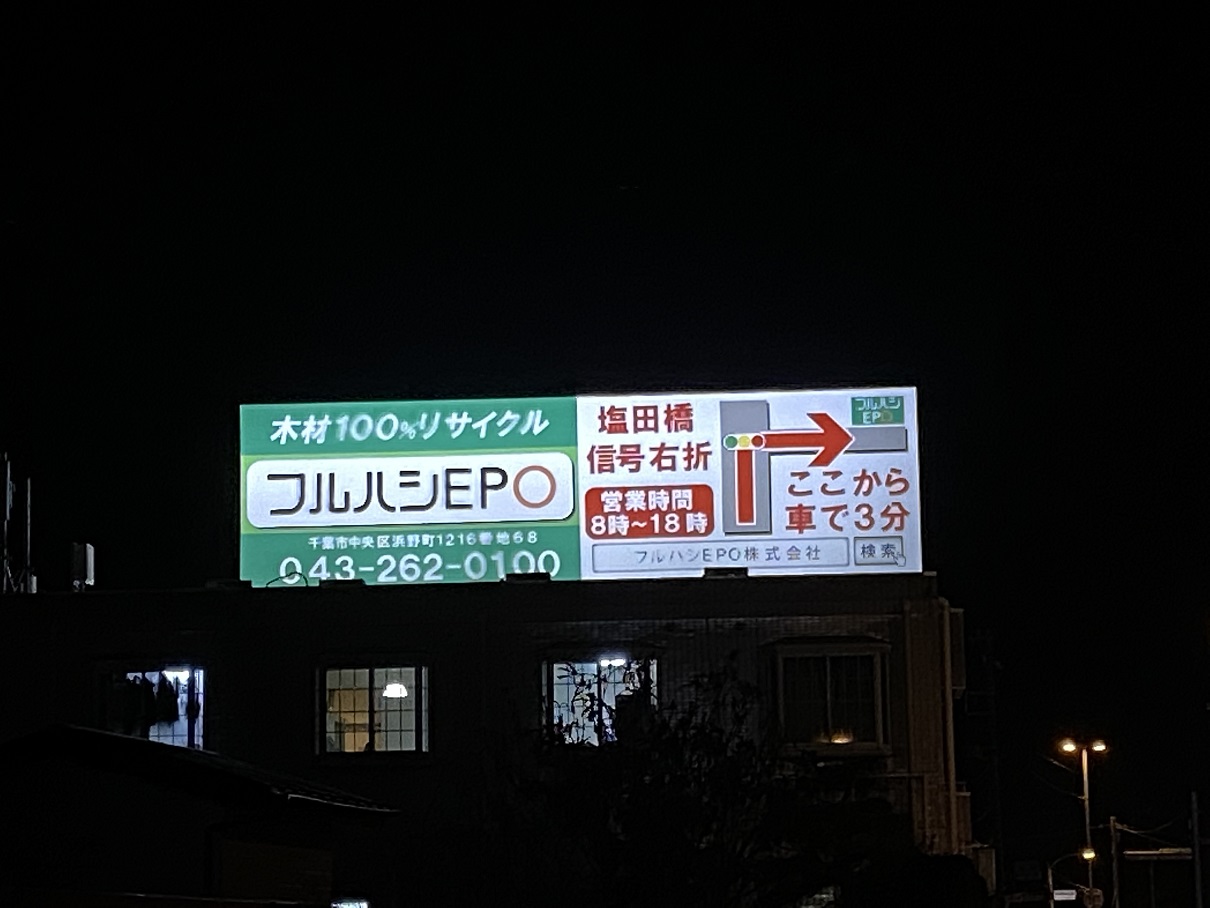 木材100%リサイクル
フルハシEPO
千葉市中央区浜野町1216番地68
043-262-0100
塩田橋
信号右折
営業時間
8時~18時
フルハシ
EPO
ここから
車で3分
フルハシEPO株式会社
検索